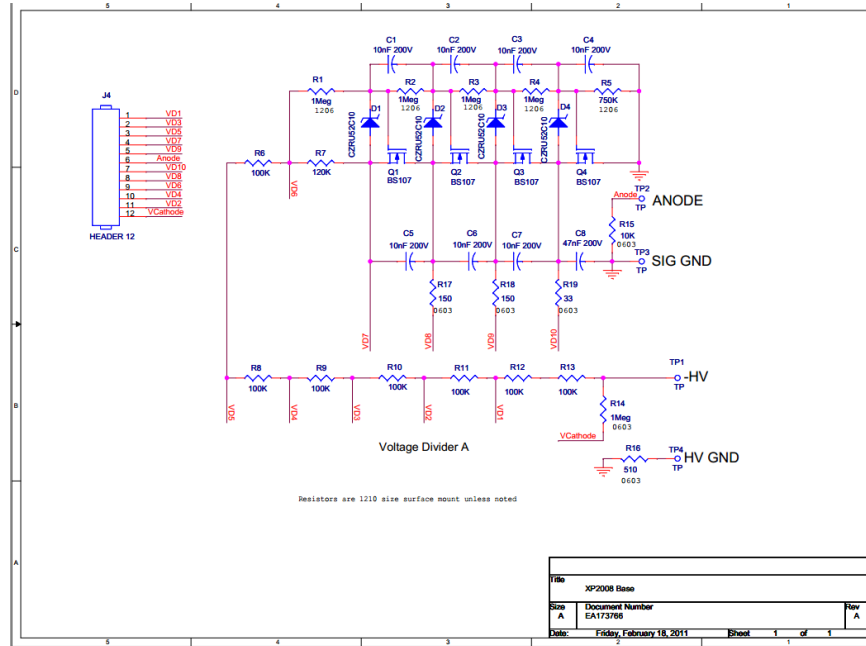 5 4 3 2 1
D
C
B
A
J4
1 VD1
2 VD3
3 VD5
4 VD7
5 VD9
6 Anode
7 VD10
8 VD8
9 VD6
10 VD4
11 VD2
12 VCathode
HEADER 12
C1
10nF 200V
C2
10nF 200V
C3
10nF 200V
C4
10nF 200V
R1
1Meg
1206
R2
1Meg
1206
R3
1Meg
1206
R4
1Meg
1206
R5
750K
1206
D1
CZRU52C10
D2
CZRU52C10
D3
CZRU52C10
D4
CZRU52C10
R6
100K
R7
120K
VD6
Q1
BS107
Q2
BS107
Q3
BS107
Q4
BS107
Anode
TP2
TP
ANODE
R15
10K
0603
TP3
TP
SIG GND
C5
10nF 200V
C6
10nF 200V
C7
10nF 200V
C8
47nF 200V
R17
150
0603
R18
150
0603
R19
33
0603
VD7
VD8
VD9
VD10
R8
100K
R9
100K
R10
100K
R11
100K
R12
100K
R13
100K
TP1
TP
-HV
VD5
VD4
VD3
VD2
VD1
R14
1Meg
0603
VCathode
Voltage Divider A
R16
510
0603
TP4
TP
HV GND
Resistors are 1210 size surface mount unless noted
Title
XP2008 Base
Size
A
Document Number
EA173766
Rev
A
Date: Friday, February 18, 2011 Sheet 1 of 1
5 4 3 2 1